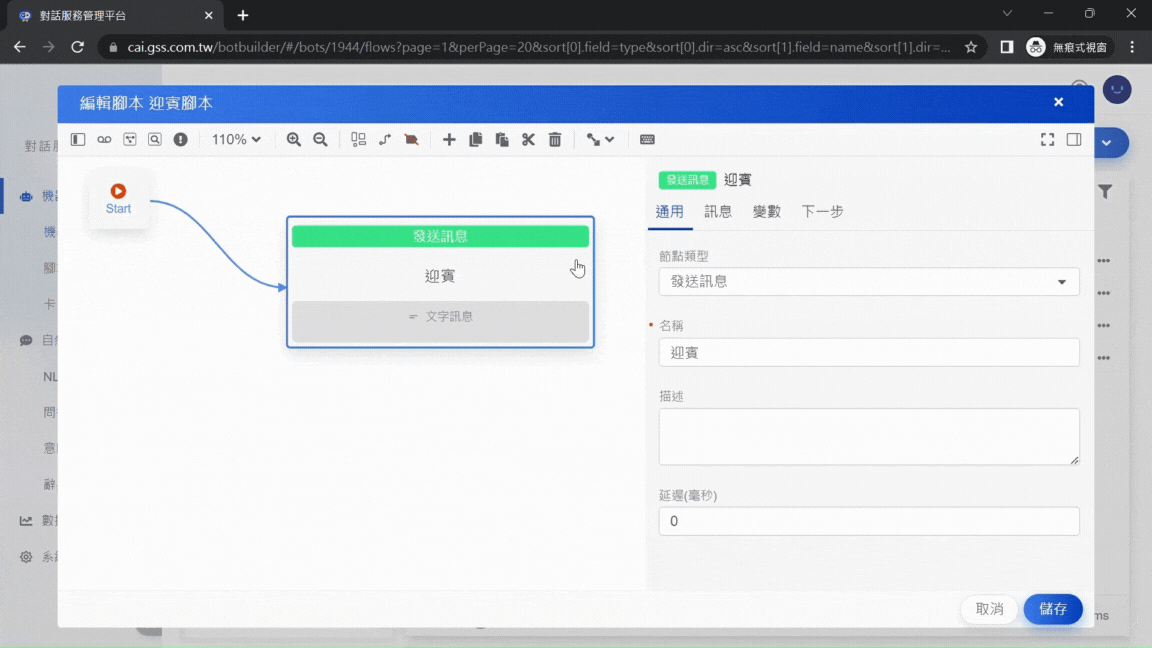 對話服務管理平台
cai.gss.com.tw/botbuilder/#/bots/1944/flows?page=1&perPage=20&sort[0].field=type&sort[0].dir=asc&sort[1].field=name&sort[1].dir=...
無痕式視窗
編輯腳本 迎賓腳本
110%
Start
發送訊息
迎賓
文字訊息
發送訊息 迎賓
通用 訊息 變數 下一步
節點類型
發送訊息
* 名稱
迎賓
描述
延遲(毫秒)
0
取消 儲存
對話
機
卡
自
NL
問
意
辭
數
系
ms